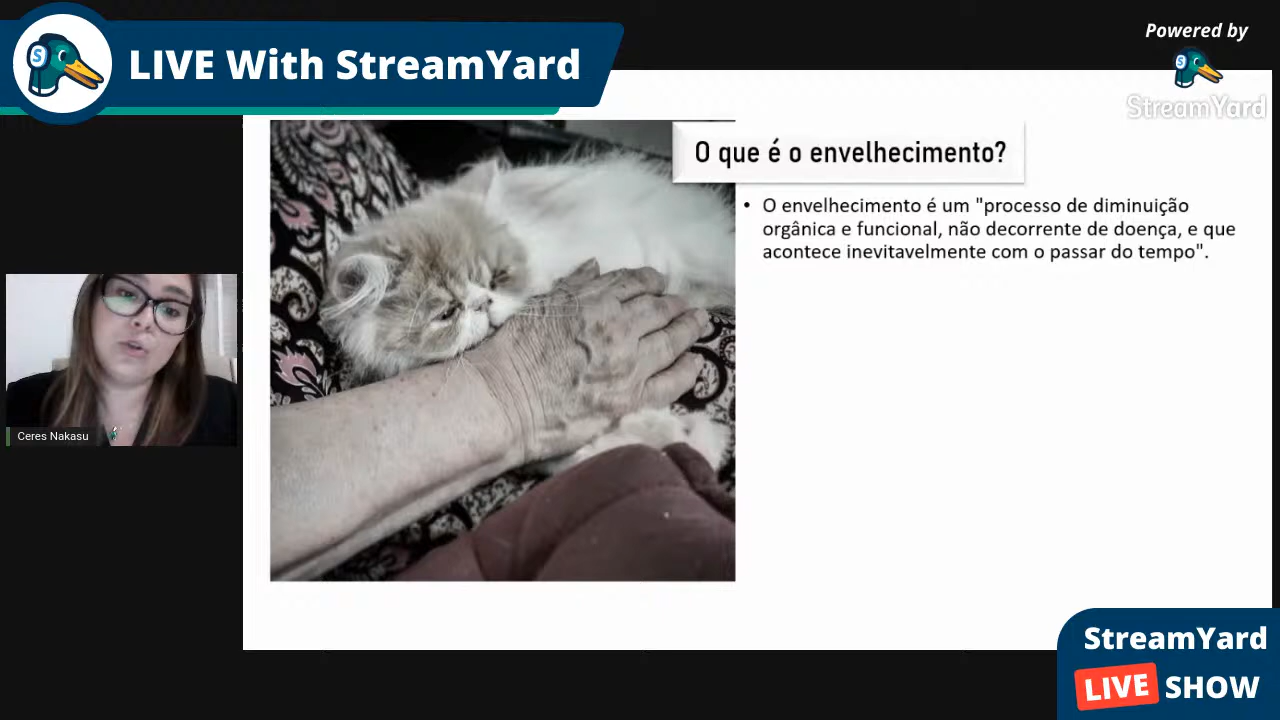 LIVE With StreamYard
Powered by
StreamYard
O que é o envelhecimento?
• O envelhecimento é um "processo de diminuição
orgânica e funcional, não decorrente de doença, e que
acontece inevitavelmente com o passar do tempo".
Ceres Nakasu
StreamYard
LIVE SHOW